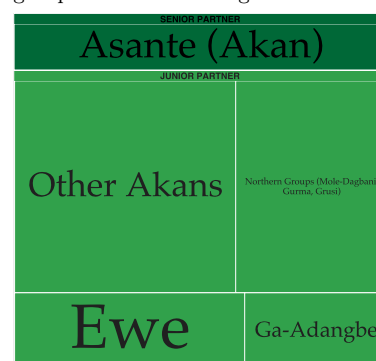 SENIOR PARTNER
Asante (Akan)
JUNIOR PARTNER
Other Akans
Northern Groups (Mole-Dagbani
Gurma, Grusi)
Ewe
Ga-Adangbe